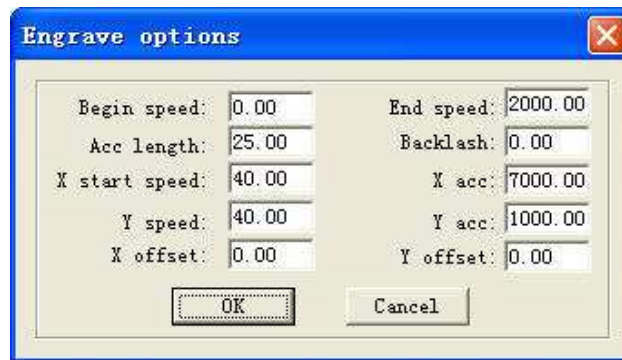 Engrave options
Begin speed: 0.00 End speed: 2000.00
Acc length: 25.00 Backlash: 0.00
X start speed: 40.00 X acc: 7000.00
Y speed: 40.00 Y acc: 1000.00
X offset: 0.00 Y offset: 0.00
OK Cancel